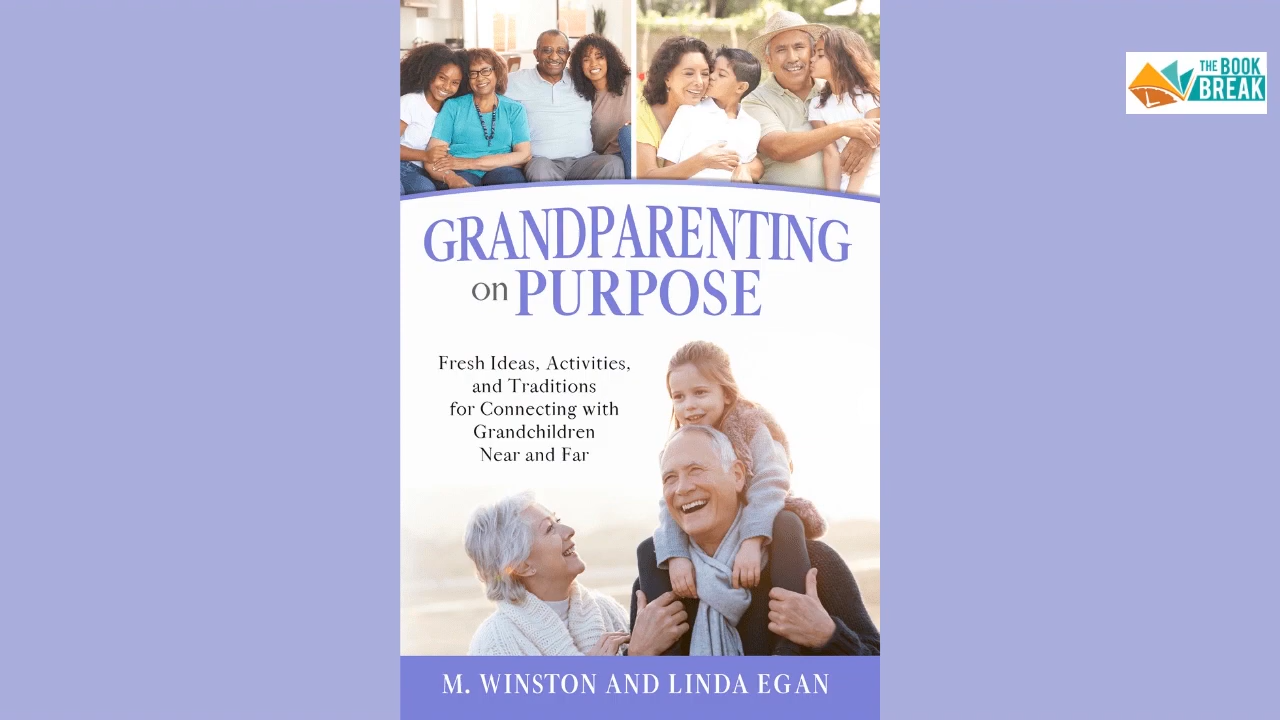 THE BOOK
BREAK
GRANDPARENTING
on PURPOSE
Fresh Ideas, Activities,
and Traditions
for Connecting with
Grandchildren
Near and Far
M. WINSTON AND LINDA EGAN